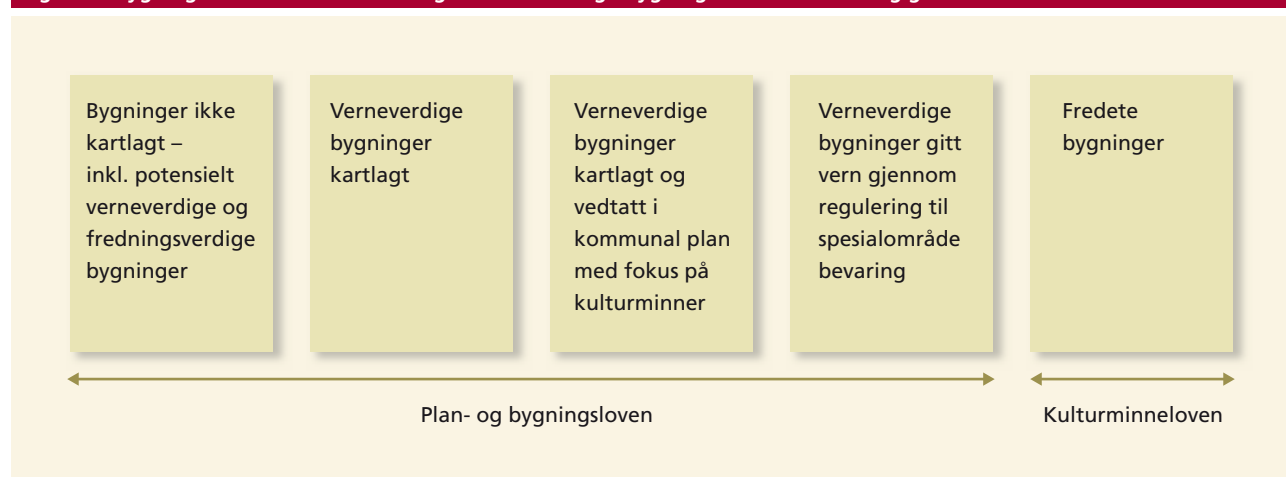 Bygninger ikke
kartlagt –
inkl. potensielt
verneverdige og
fredningsverdige
bygninger
Verneverdige
bygninger
kartlagt
Verneverdige
bygninger
kartlagt og
vedtatt i
kommunal plan
med fokus på
kulturminner
Verneverdige
bygninger gitt
vern gjennom
regulering til
spesialområde
bevaring
Fredete
bygninger
Plan- og bygningsloven
Kulturminneloven